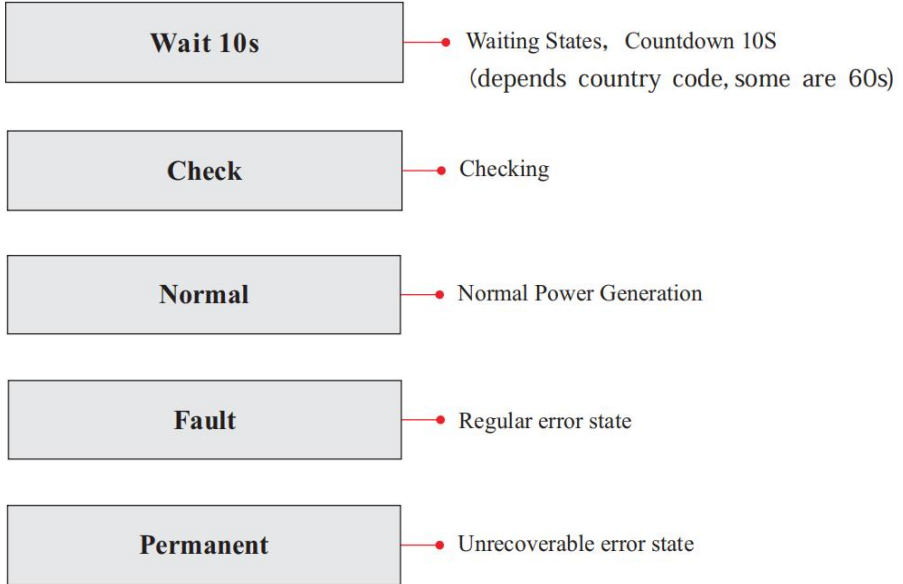 Wait 10s
Waiting States, Countdown 10S
(depends country code, some are 60s)
Check
Checking
Normal
Normal Power Generation
Fault
Regular error state
Permanent
Unrecoverable error state